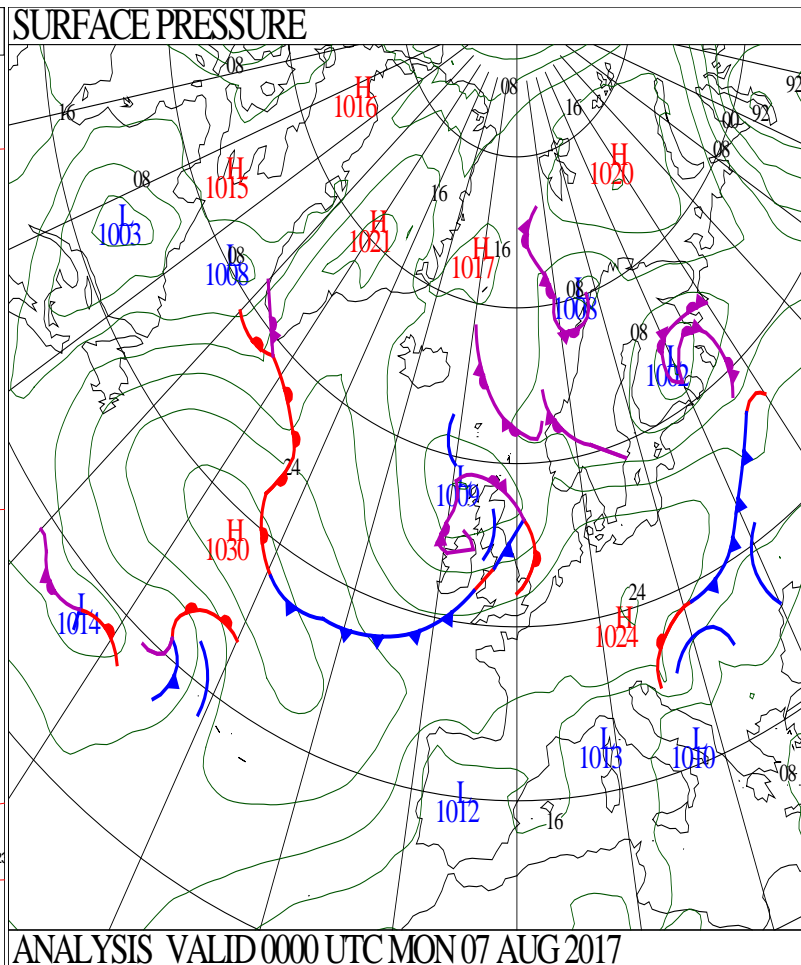 SURFACE PRESSURE
08
H
1016
08
16
92
92
16
00
08
H
1020
H
1015
08
16
L
1003
H
1021
H
1017
16
L
08
1008
L
08
1008
08
L
1002
24
L
1009
H
1030
24
H
1024
L
1014
L
1013
L
1010
08
L
1012
16
ANALYSIS VALID 0000 UTC MON 07 AUG 2017